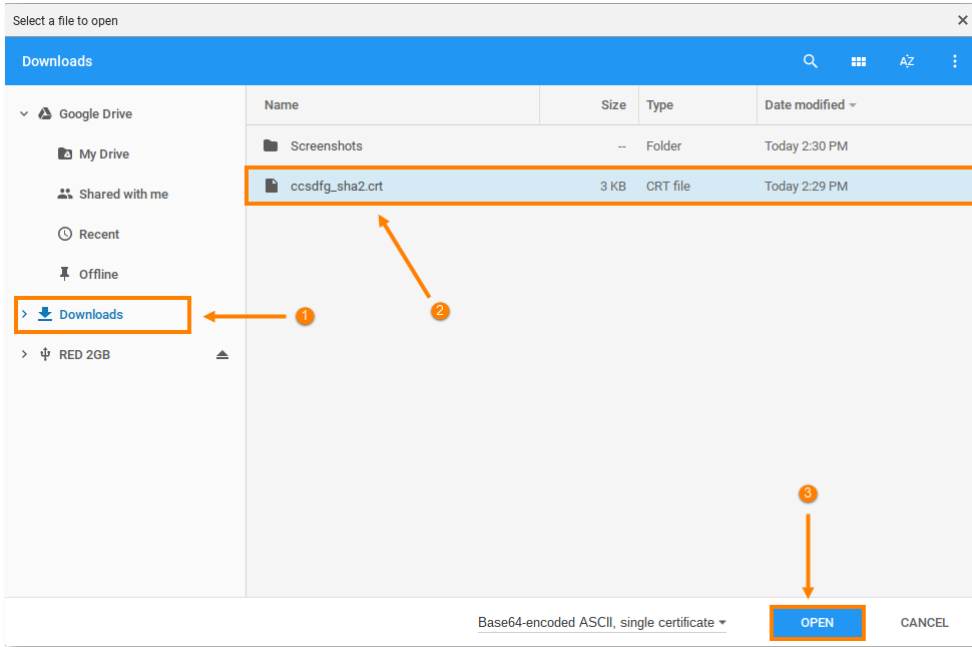 Select a file to open
Downloads
AZ
Google Drive
My Drive
Shared with me
Recent
Offline
Downloads
RED 2GB
Name Size Type Date modified
Screenshots -- Folder Today 2:30 PM
ccsdfg_sha2.crt 3 KB CRT file Today 2:29 PM
1
2
3
Base64-encoded ASCII, single certificate OPEN CANCEL